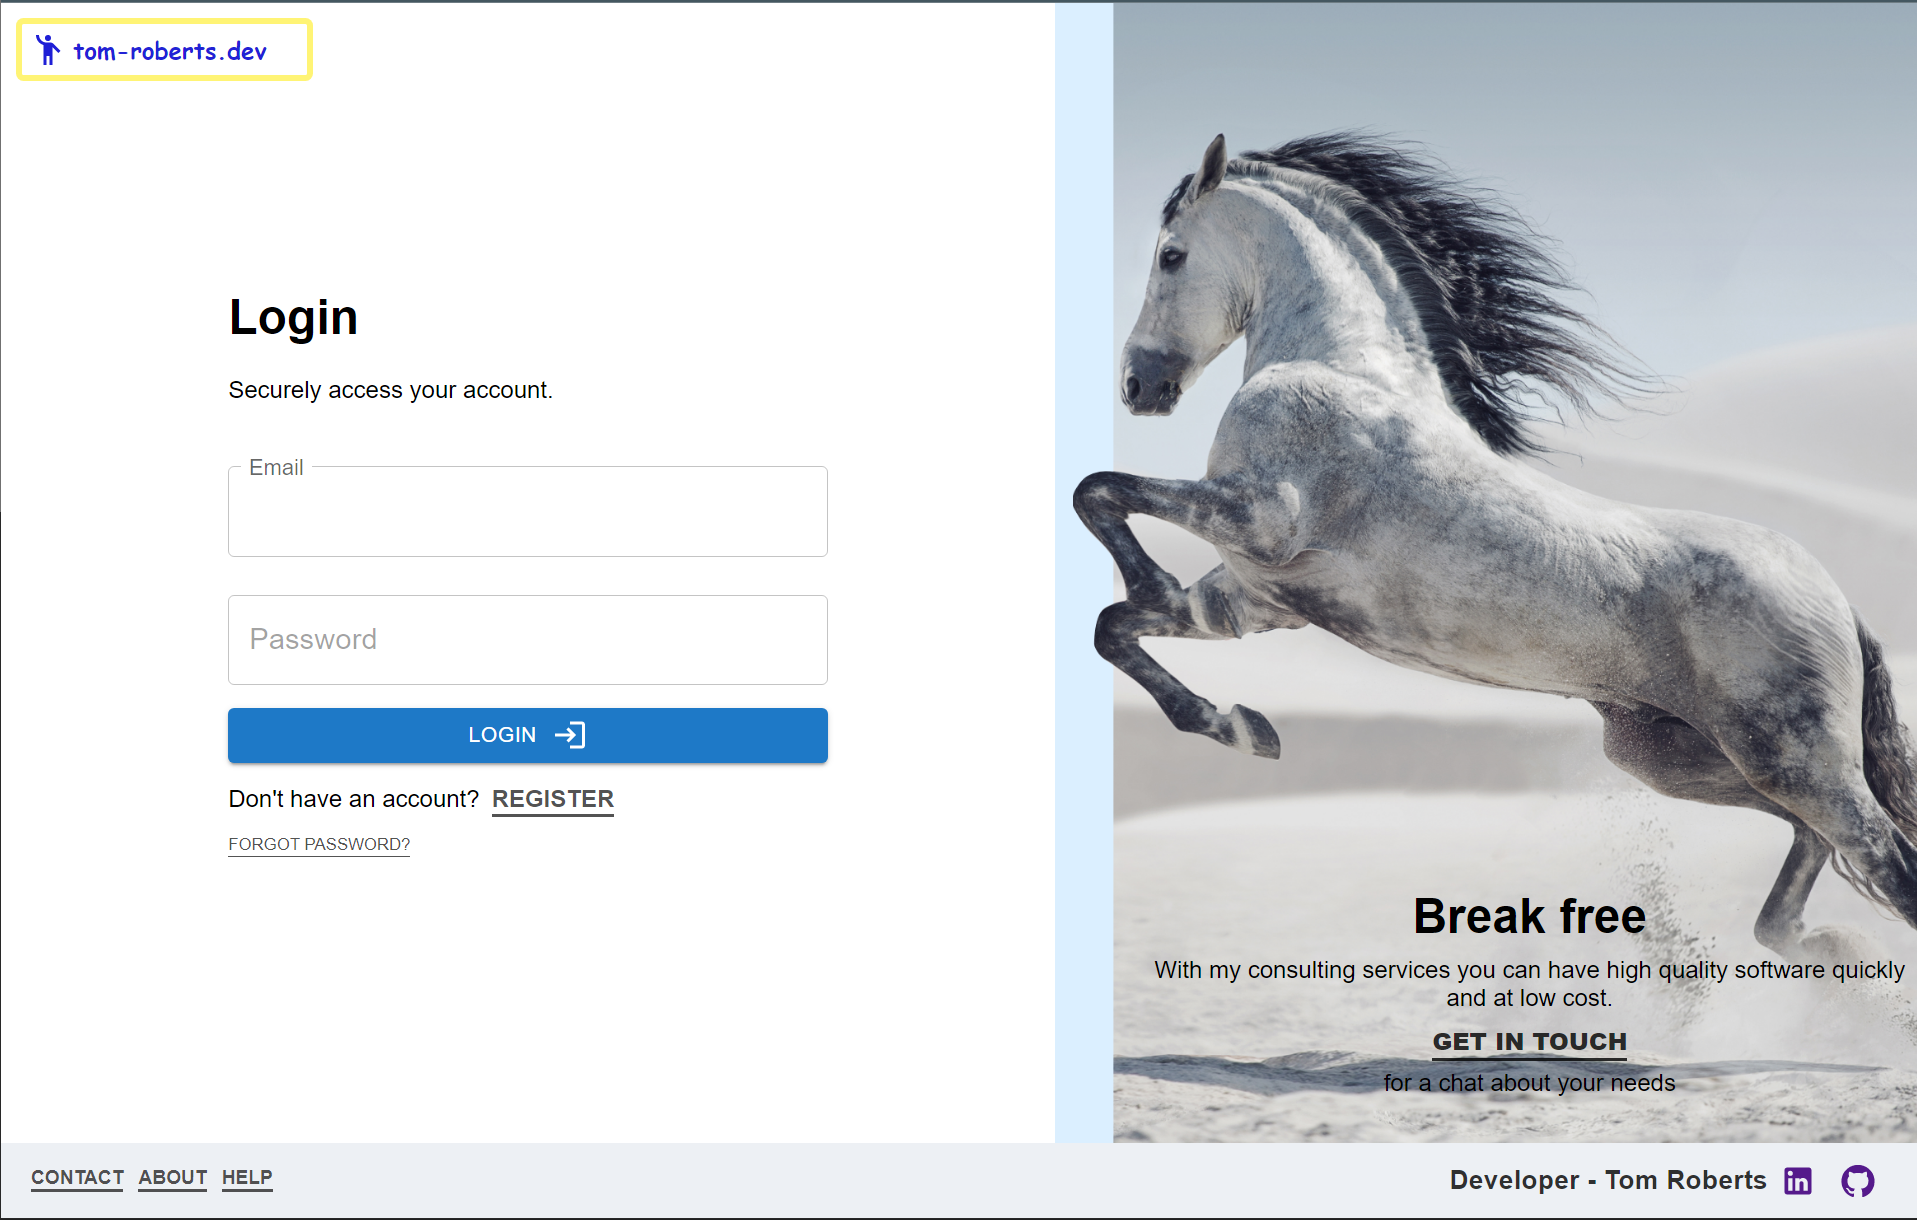 tom-roberts.dev
Login
Securely access your account.
Email
Password
LOGIN
Don't have an account? REGISTER
FORGOT PASSWORD?
Break free
With my consulting services you can have high quality software quickly
and at low cost.
GET IN TOUCH
for a chat about your needs
CONTACT ABOUT HELP
Developer - Tom Roberts in